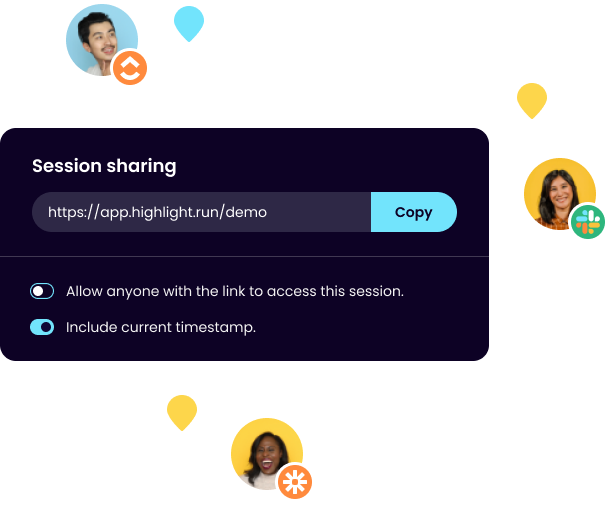 Session sharing
https://app.highlight.run/demo
Copy
Allow anyone with the link to access this session.
Include current timestamp.